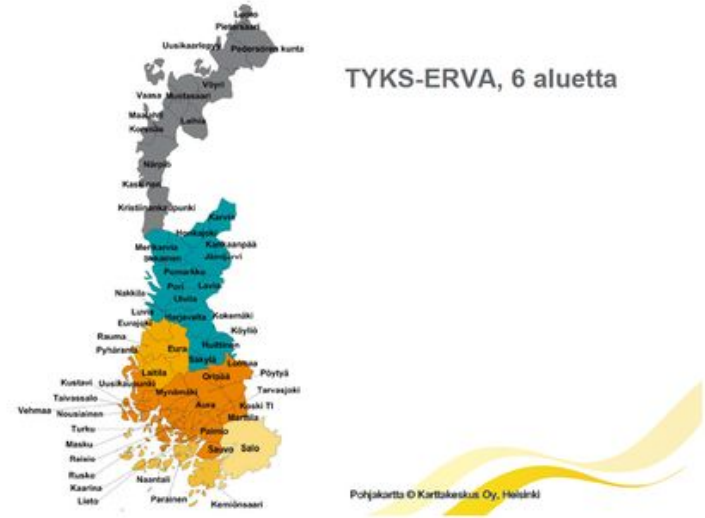 TYKS-ERVA, 6 aluetta
Luoto
Pietarsaari
Uusikaarlepyy
Pedersören kunta
Vöyri
Vaasa
Mustasaari
Maalahti
Laihia
Korsnäs
Närpiö
Kaskinen
Kristiinankaupunki
Karvia
Honkajoki
Merikarvia
Kankaanpää
Siikainen
Jämijärvi
Pomarkku
Pori
Lavia
Nakkila
Ulvila
Luvia
Harjavalta
Kokemäki
Eurajoki
Köyliö
Rauma
Huittinen
Pyhäranta
Eura
Säkylä
Loimaa
Laitila
Oripää
Pöytyä
Kustavi
Uusikaupunki
Mynämäki
Tarvasjoki
Taivassalo
Aura
Koski Tl
Vehmaa
Nousiainen
Marttila
Turku
Paimio
Masku
Sauvo
Salo
Raisio
Rusko
Naantali
Kaarina
Parainen
Lieto
Kemiönsaari
Pohjakartta © Karttakeskus Oy, Helsinki